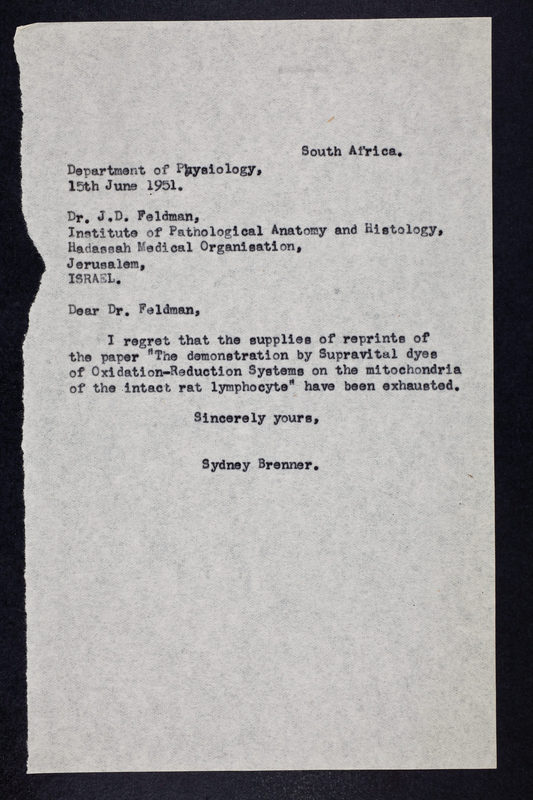 South Africa.
Department of Physiology,
15th June 1951.
Dr. J.D. Feldman,
Institute of Pathological Anatomy and Histology,
Hadassah Medical Organisation,
Jerusalem,
ISRAEL.
Dear Dr. Feldman,
I regret that the supplies of reprints of
the paper "The demonstration by Supravital dyes
of Oxidation-Reduction Systems on the mitochondria
of the intact rat lymphocyte" have been exhausted.
Sincerely yours,
Sydney Brenner.